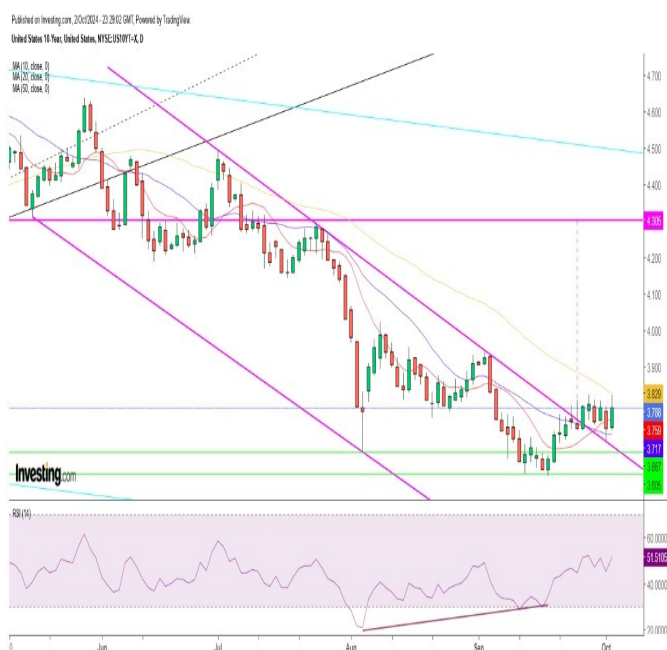 Published on Investing.com, 2/Oct/2024 - 23:29:02 GMT, Powered by TradingView.
United States 10-Year, United States, NYSE:US10YT=X, D
MA (10, close, 0)
MA (20, close, 0)
MA (50, close, 0)
4.700
4.500
4.400
4.305
4.200
4.100
4.000
3.900
3.829
3.788
3.759
3.717
3.667
3.605
Investing.com
RSI (14)
60.0000
51.5105
40.0000
20.0000
Jun
Jul
Aug
Sep
Oct